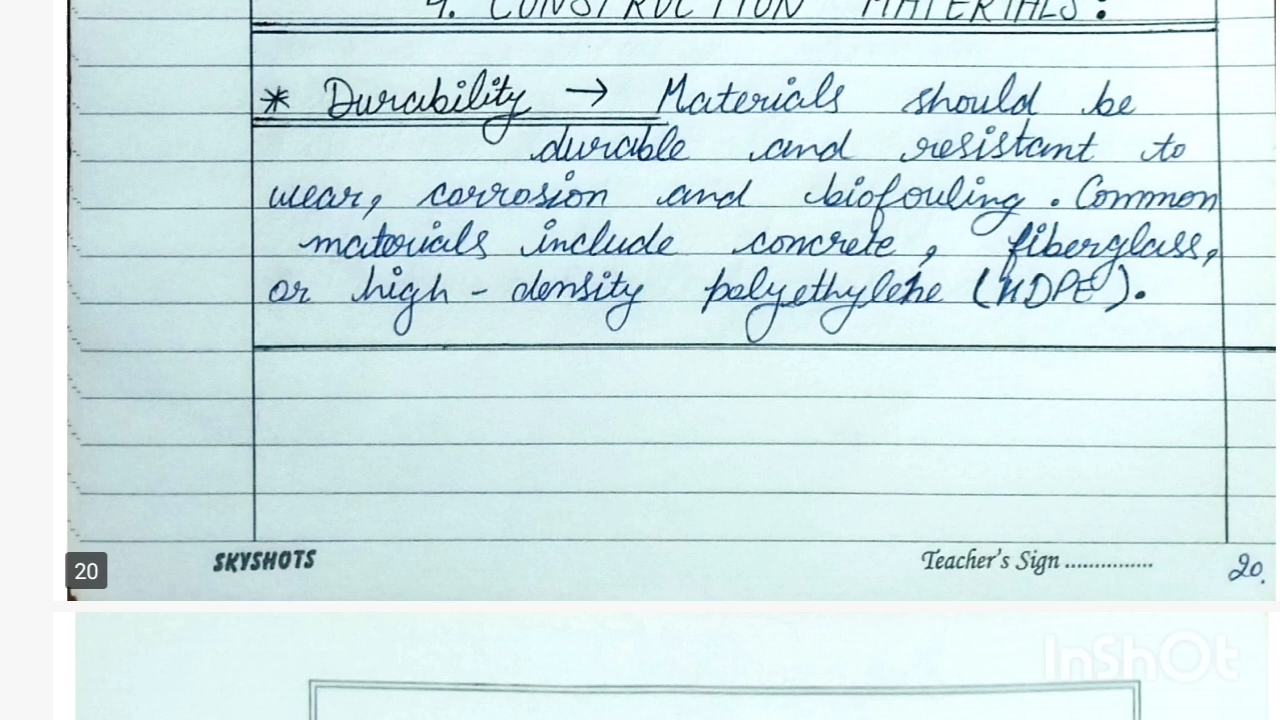 4. CONSTRUCTION MATERIALS:
* Durability → Materials should be
durable and resistant to
wear, corrosion and biofouling. Common
materials include concrete, fiberglass,
or high-density polyethylene (HDPE).
20
SKYSHOTS
Teacher's Sign ...............
20.
InShOt